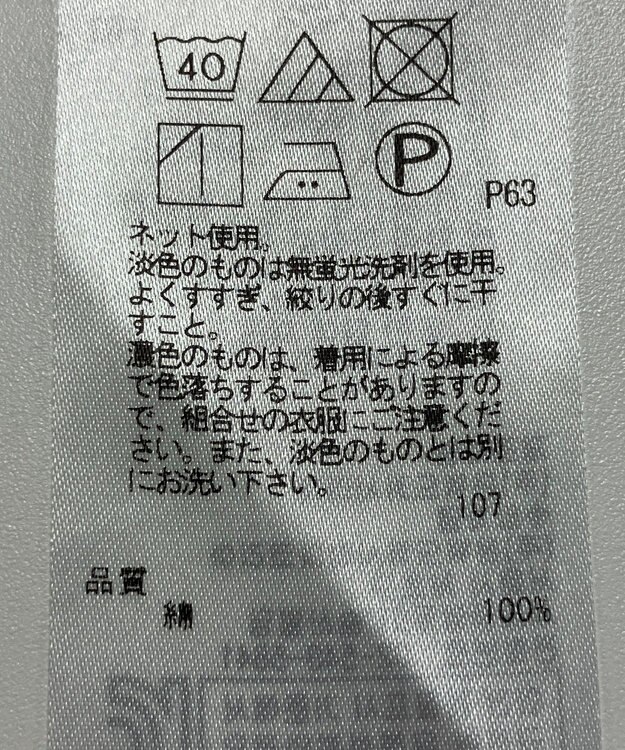 40
P
P63
ネット使用。
淡色のものは無蛍光洗剤を使用。
よくすすぎ、絞りの後すぐに干
すこと。
濃色のものは、着用による摩擦
で色落ちすることがありますの
で、組合せの衣服にご注意くだ
さい。また、淡色のものとは別
にお洗い下さい。
107
品質
綿 100%